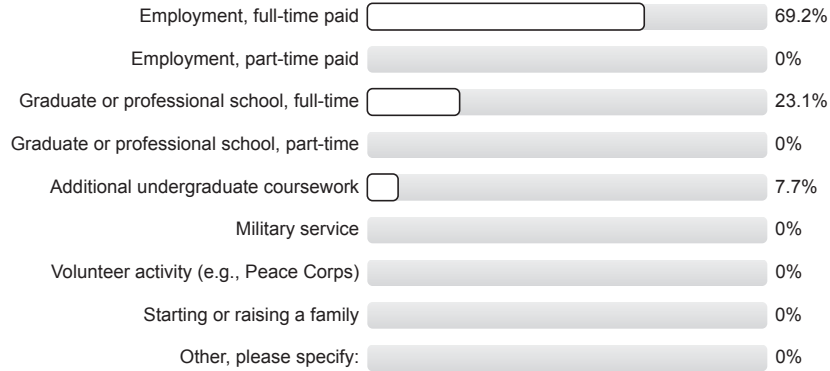 Employment, full-time paid 69.2%
Employment, part-time paid 0%
Graduate or professional school, full-time 23.1%
Graduate or professional school, part-time 0%
Additional undergraduate coursework 7.7%
Military service 0%
Volunteer activity (e.g., Peace Corps) 0%
Starting or raising a family 0%
Other, please specify: 0%